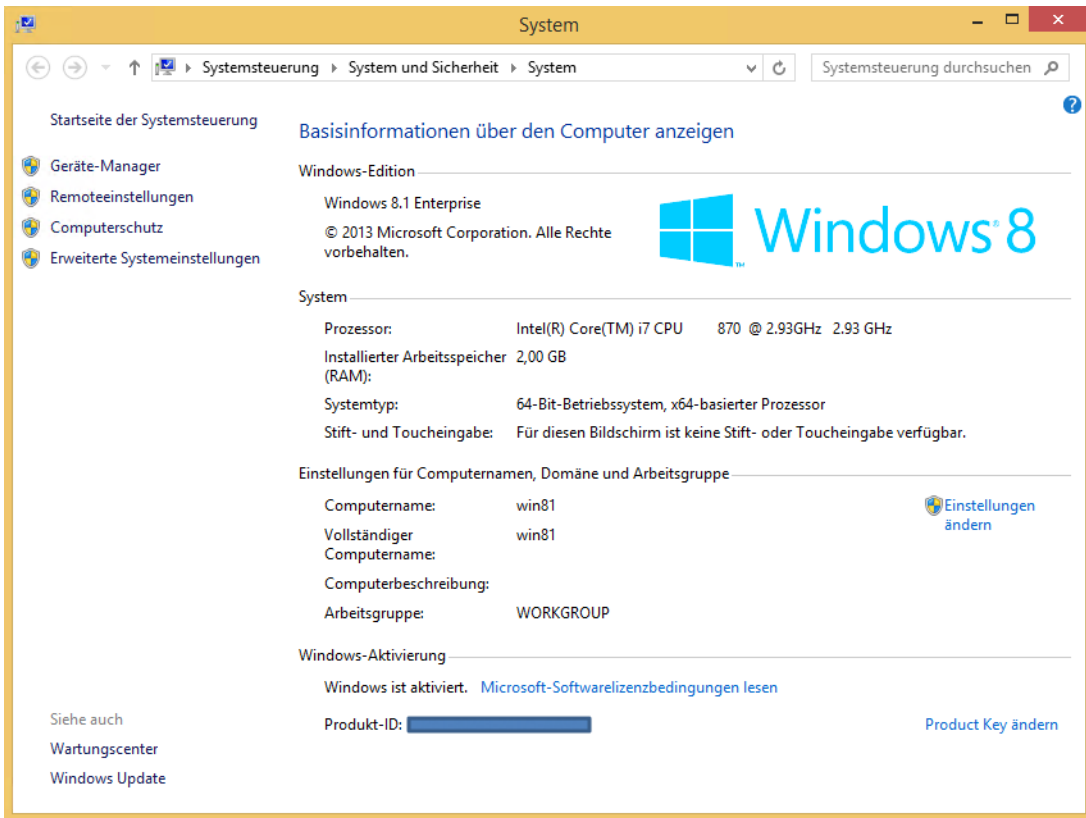 System
Systemsteuerung ▸ System und Sicherheit ▸ System
Systemsteuerung durchsuchen
Startseite der Systemsteuerung
Geräte-Manager
Remoteeinstellungen
Computerschutz
Erweiterte Systemeinstellungen
Siehe auch
Wartungscenter
Windows Update
Basisinformationen über den Computer anzeigen
Windows-Edition
Windows 8.1 Enterprise
© 2013 Microsoft Corporation. Alle Rechte
vorbehalten.
Windows® 8
™
System
Prozessor: Intel(R) Core(TM) i7 CPU 870 @ 2.93GHz 2.93 GHz
Installierter Arbeitsspeicher 2,00 GB
(RAM):
Systemtyp: 64-Bit-Betriebssystem, x64-basierter Prozessor
Stift- und Toucheingabe: Für diesen Bildschirm ist keine Stift- oder Toucheingabe verfügbar.
Einstellungen für Computernamen, Domäne und Arbeitsgruppe
Computername: win81
Einstellungen
ändern
Vollständiger win81
Computername:
Computerbeschreibung:
Arbeitsgruppe: WORKGROUP
Windows-Aktivierung
Windows ist aktiviert. Microsoft-Softwarelizenzbedingungen lesen
Produkt-ID:
Product Key ändern